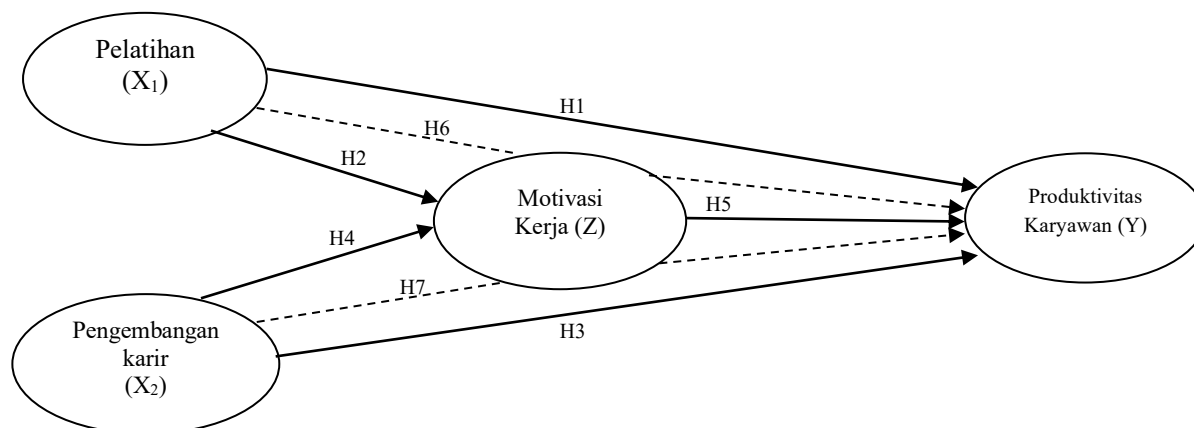 Pelatihan
(X₁)
H1
H6
H2
Motivasi
Kerja (Z)
H5
Produktivitas
Karyawan (Y)
H4
H7
H3
Pengembangan
karir
(X₂)